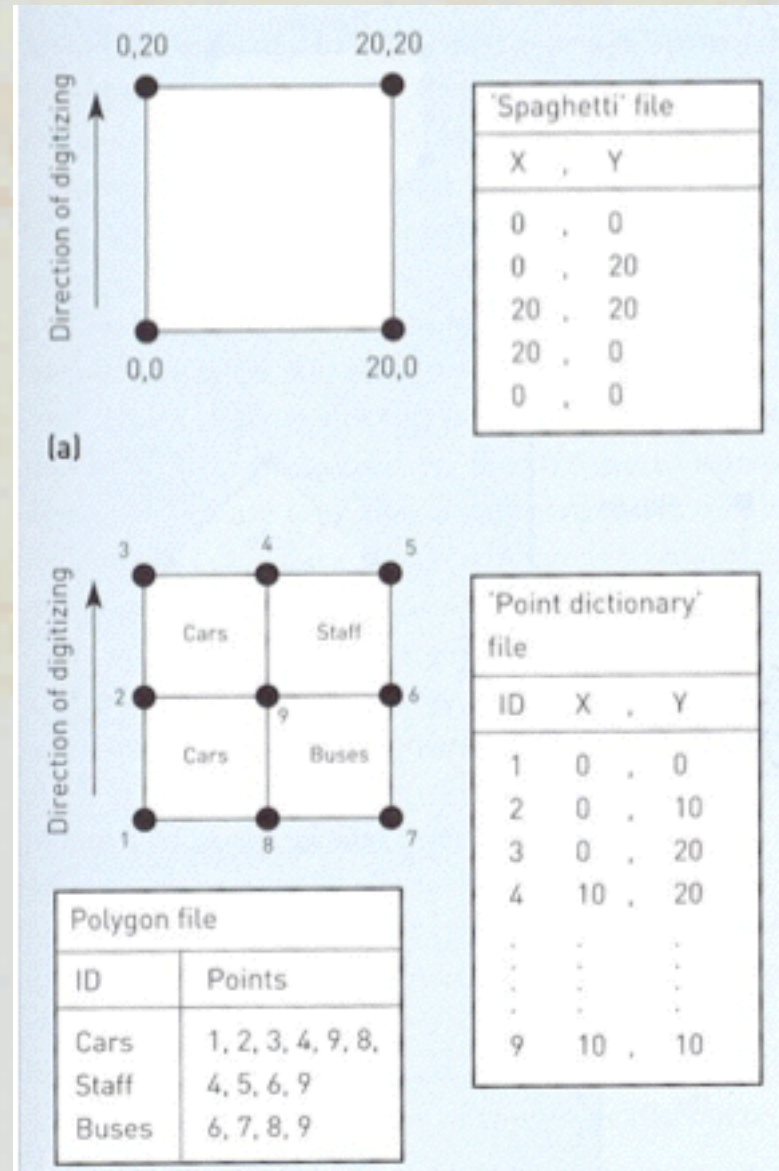 0,20 20,20
Direction of digitizing
0,0 20,0
'Spaghetti' file
X , Y
0 , 0
0 , 20
20 , 20
20 , 0
0 , 0
(a)
3 4 5
Direction of digitizing
Cars Staff
2 9 6
Cars Buses
1 8 7
'Point dictionary'
file
ID X , Y
1 0 , 0
2 0 , 10
3 0 , 20
4 10 , 20
. . .
. . .
. . .
. . .
9 10 , 10
Polygon file
ID Points
Cars 1, 2, 3, 4, 9, 8,
Staff 4, 5, 6, 9
Buses 6, 7, 8, 9